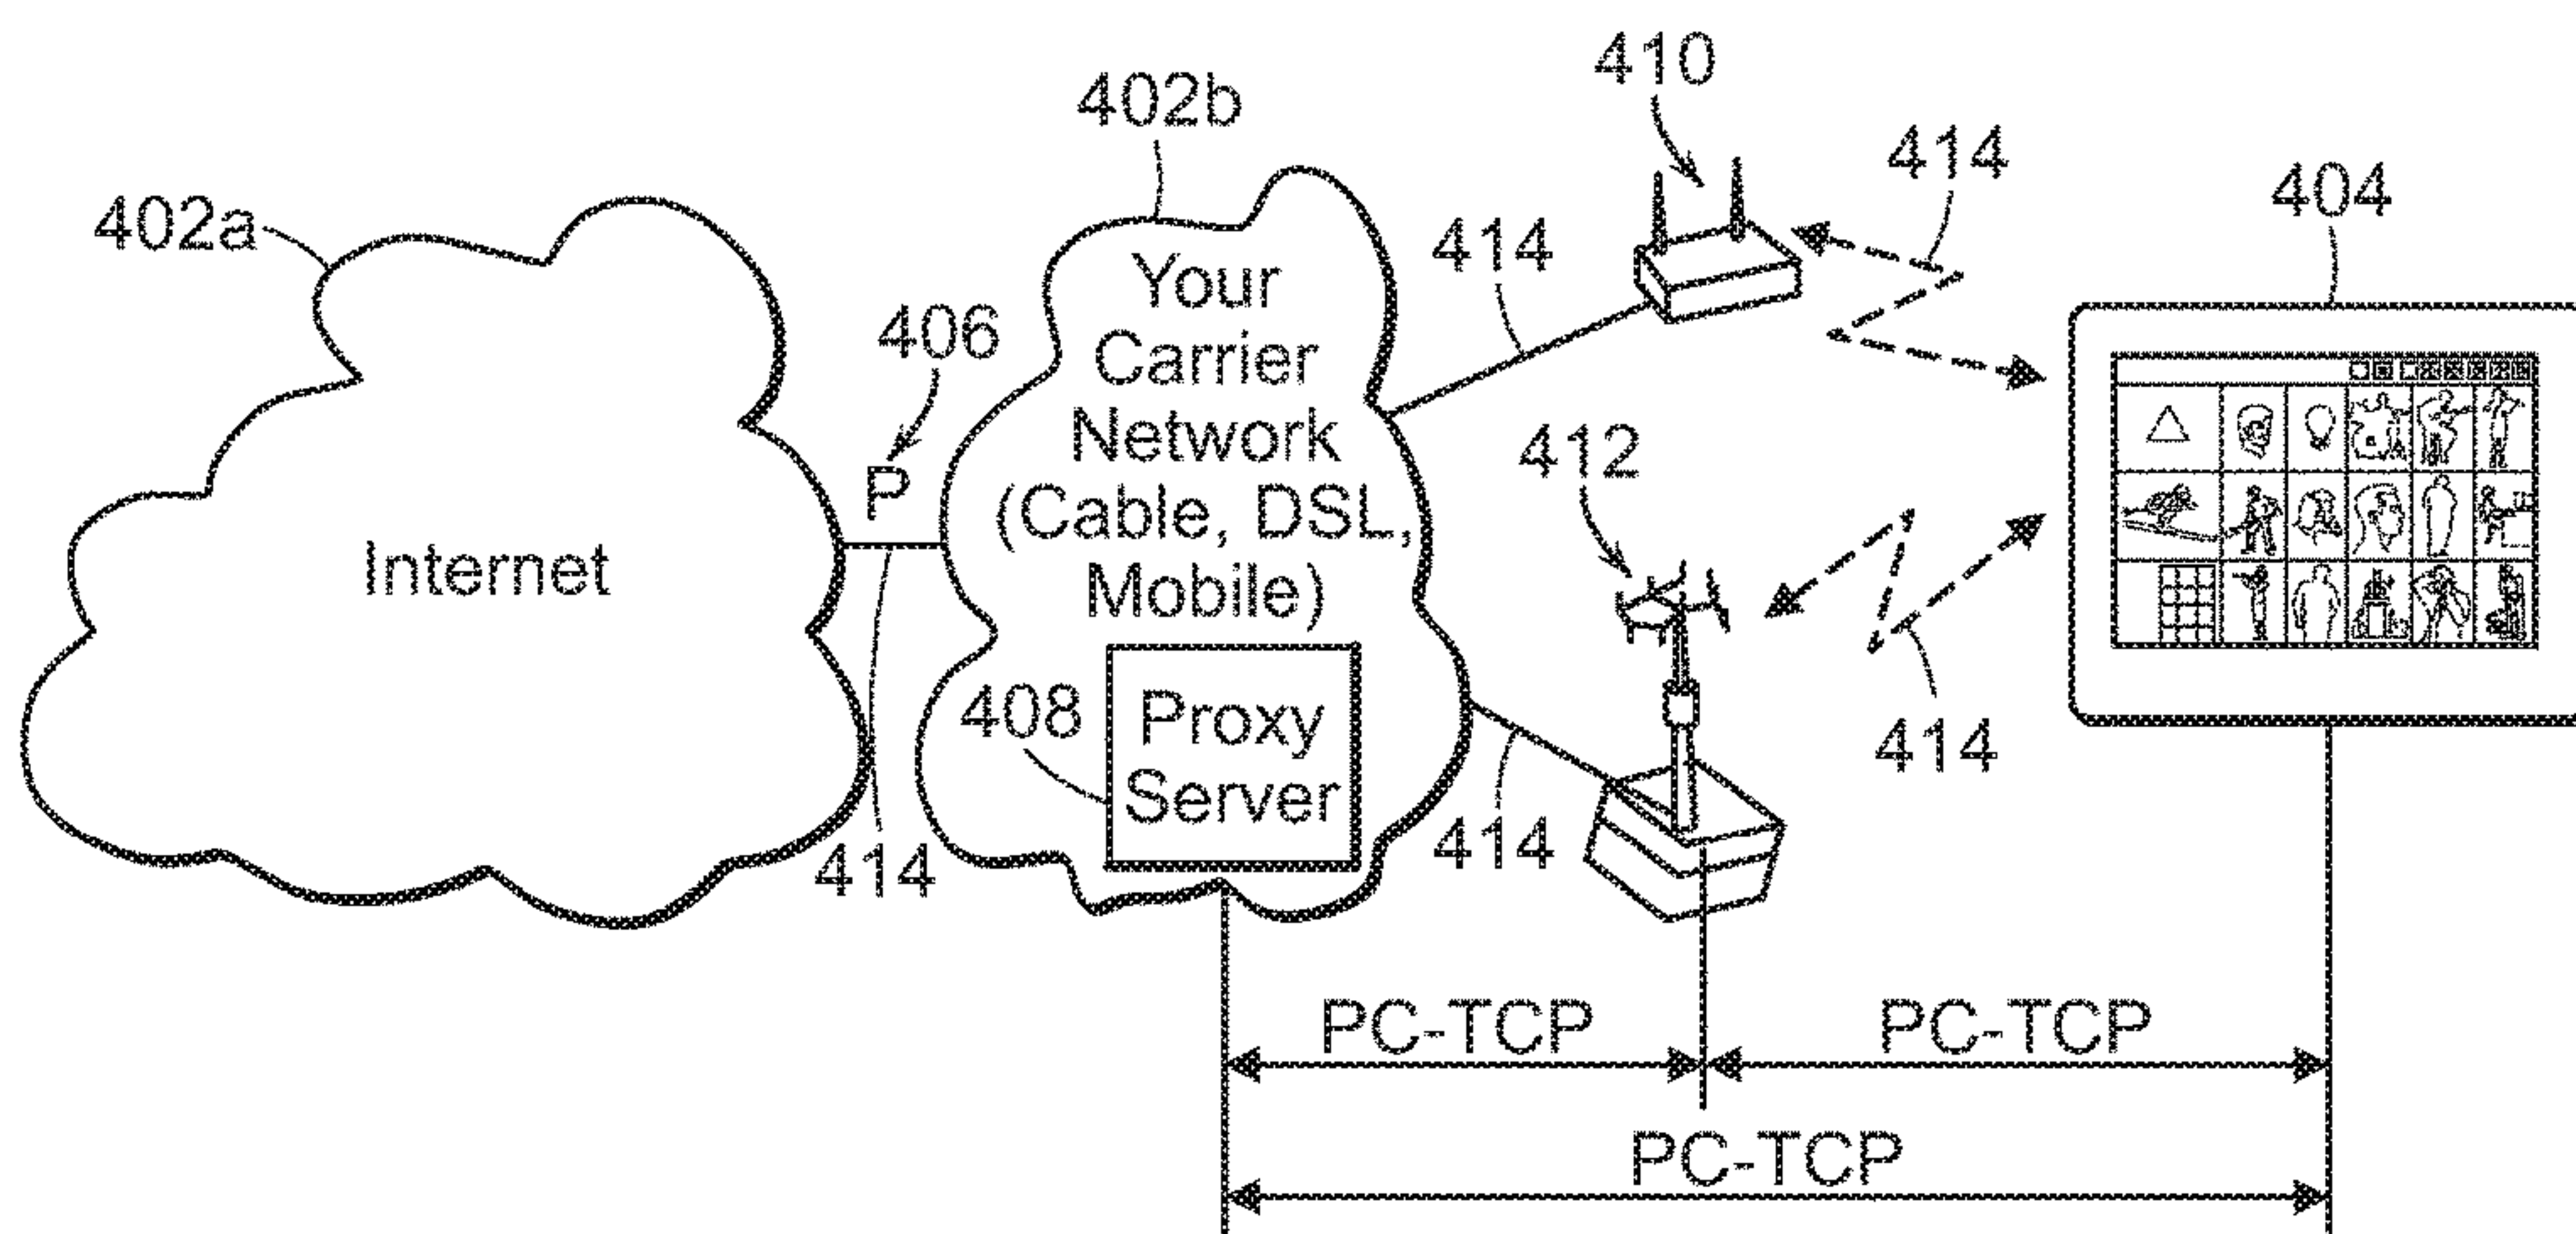 410
402b
414
404
402a
414
406
Your
Carrier
Network
(Cable, DSL,
Mobile)
P
412
Internet
408
Proxy
Server
414
414
414
PC-TCP
PC-TCP
PC-TCP